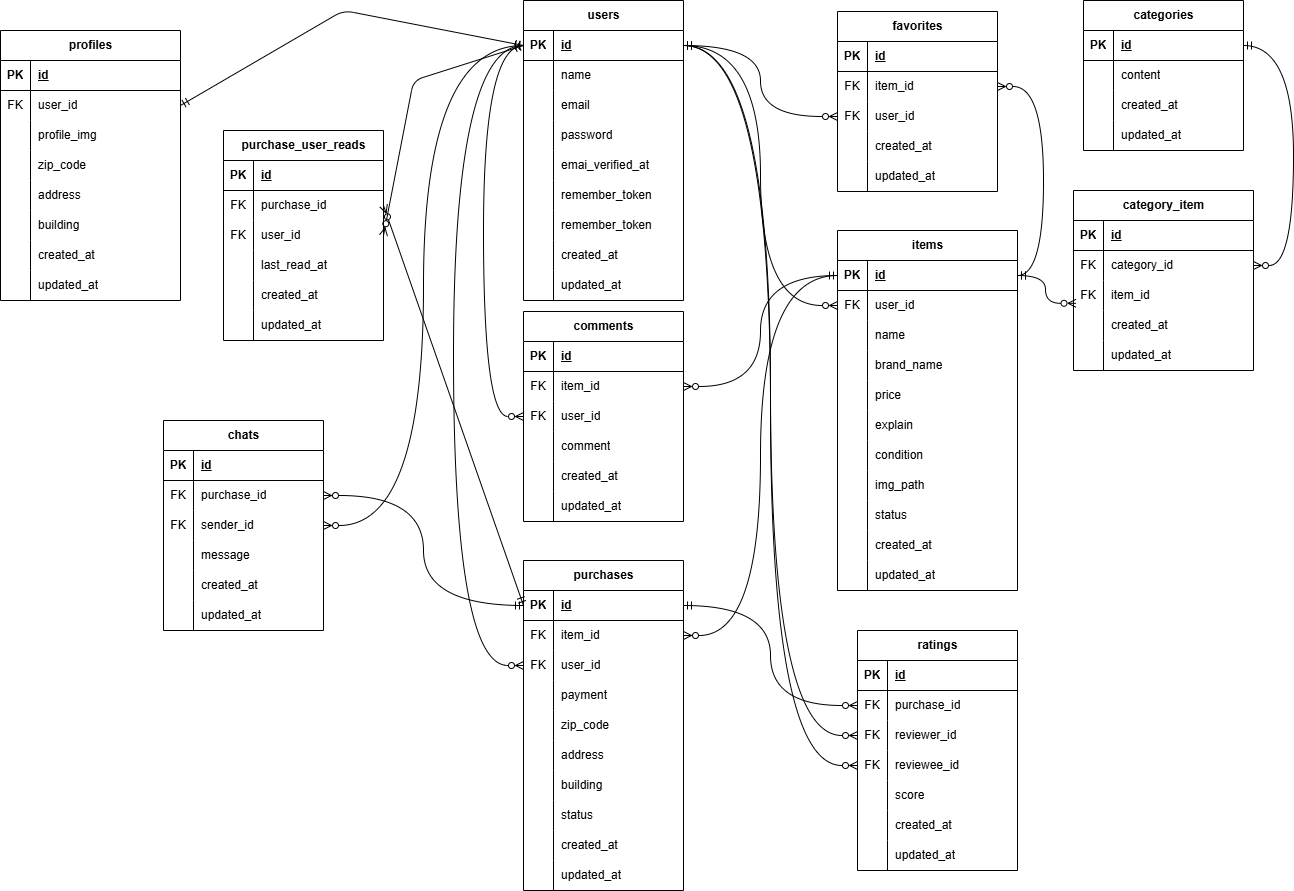 profiles
PK id
FK user_id
profile_img
zip_code
address
building
created_at
updated_at
purchase_user_reads
PK id
FK purchase_id
FK user_id
last_read_at
created_at
updated_at
chats
PK id
FK purchase_id
FK sender_id
message
created_at
updated_at
users
PK id
name
email
password
emai_verified_at
remember_token
remember_token
created_at
updated_at
comments
PK id
FK item_id
FK user_id
comment
created_at
updated_at
purchases
PK id
FK item_id
FK user_id
payment
zip_code
address
building
status
created_at
updated_at
favorites
PK id
FK item_id
FK user_id
created_at
updated_at
items
PK id
FK user_id
name
brand_name
price
explain
condition
img_path
status
created_at
updated_at
ratings
PK id
FK purchase_id
FK reviewer_id
FK reviewee_id
score
created_at
updated_at
categories
PK id
content
created_at
updated_at
category_item
PK id
FK category_id
FK item_id
created_at
updated_at